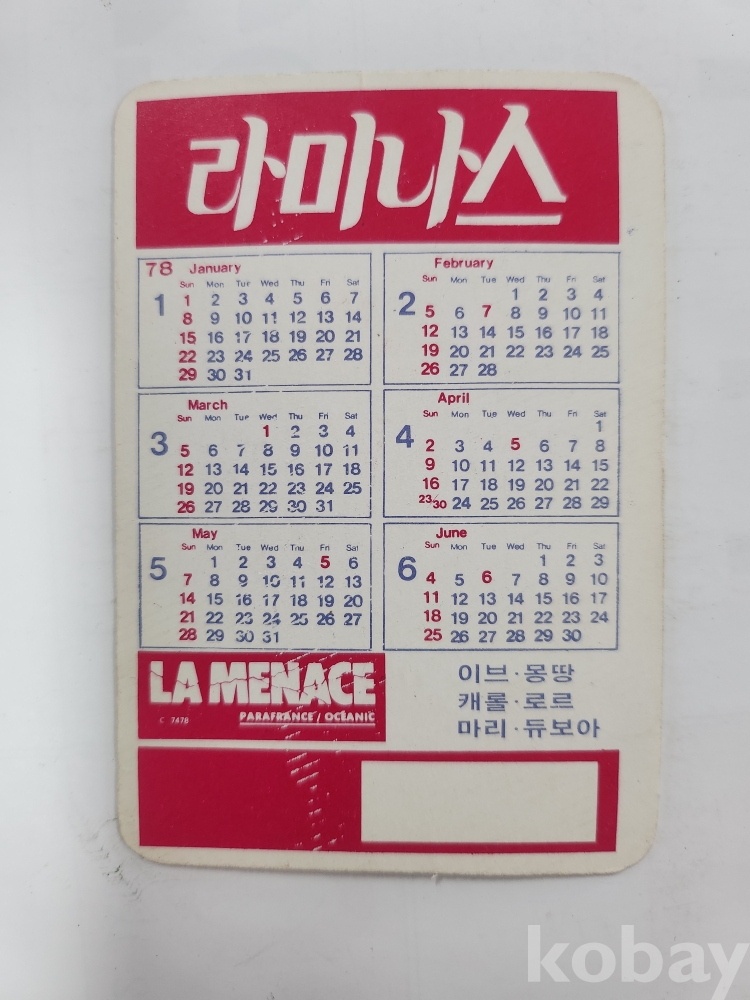 라미나스
78 January
1
Sun Mon Tue Wed Thu Fri Sat
1 2 3 4 5 6 7
8 9 10 11 12 13 14
15 16 17 18 19 20 21
22 23 24 25 26 27 28
29 30 31
February
2
Sun Mon Tue Wed Thu Fri Sat
1 2 3 4
5 6 7 8 9 10 11
12 13 14 15 16 17 18
19 20 21 22 23 24 25
26 27 28
March
3
Sun Mon Tue Wed Thu Fri Sat
1 2 3 4
5 6 7 8 9 10 11
12 13 14 15 16 17 18
19 20 21 22 23 24 25
26 27 28 29 30 31
April
4
Sun Mon Tue Wed Thu Fri Sat
1
2 3 4 5 6 7 8
9 10 11 12 13 14 15
16 17 18 19 20 21 22
23/30 24 25 26 27 28 29
May
5
Sun Mon Tue Wed Thu Fri Sat
1 2 3 4 5 6
7 8 9 10 11 12 13
14 15 16 17 18 19 20
21 22 23 24 25 26 27
28 29 30 31
June
6
Sun Mon Tue Wed Thu Fri Sat
1 2 3
4 5 6 7 8 9 10
11 12 13 14 15 16 17
18 19 20 21 22 23 24
25 26 27 28 29 30
LA MENACE
C 7478 PARAFRANCE / OCEANIC
이브·몽땅
캐롤·로르
마리·듀보아
kobay